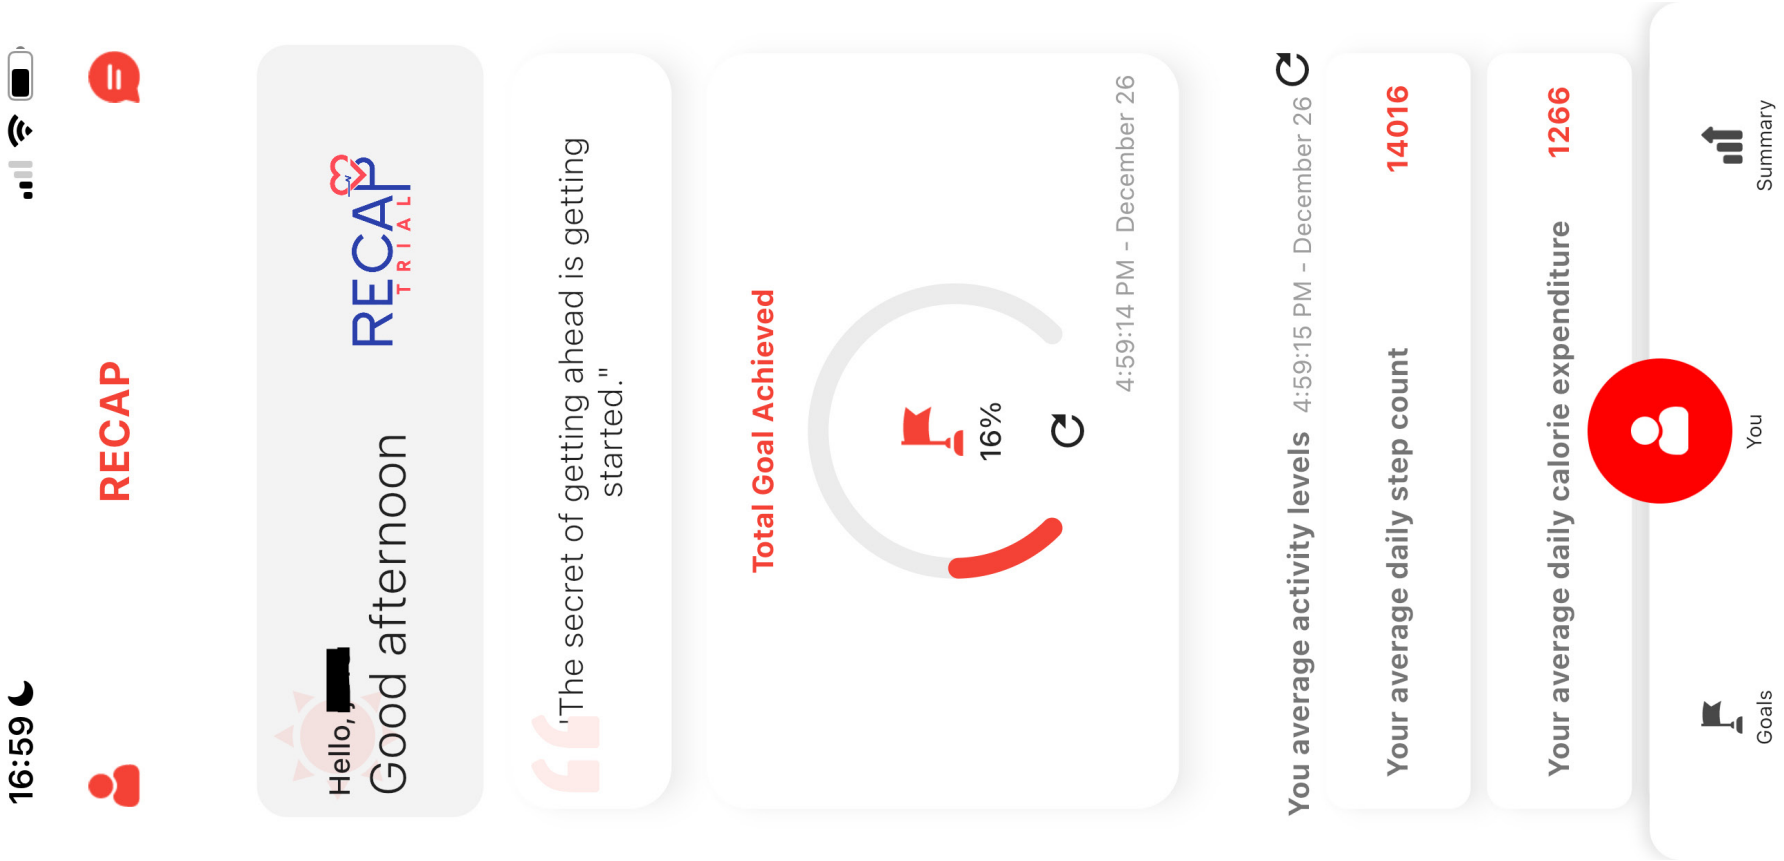 16:59
RECAP
Hello,
Good afternoon
RECAP
TRIAL
"The secret of getting ahead is getting
started."
Total Goal Achieved
16%
4:59:14 PM - December 26
You average activity levels 4:59:15 PM - December 26
Your average daily step count 14016
Your average daily calorie expenditure 1266
Goals You Summary